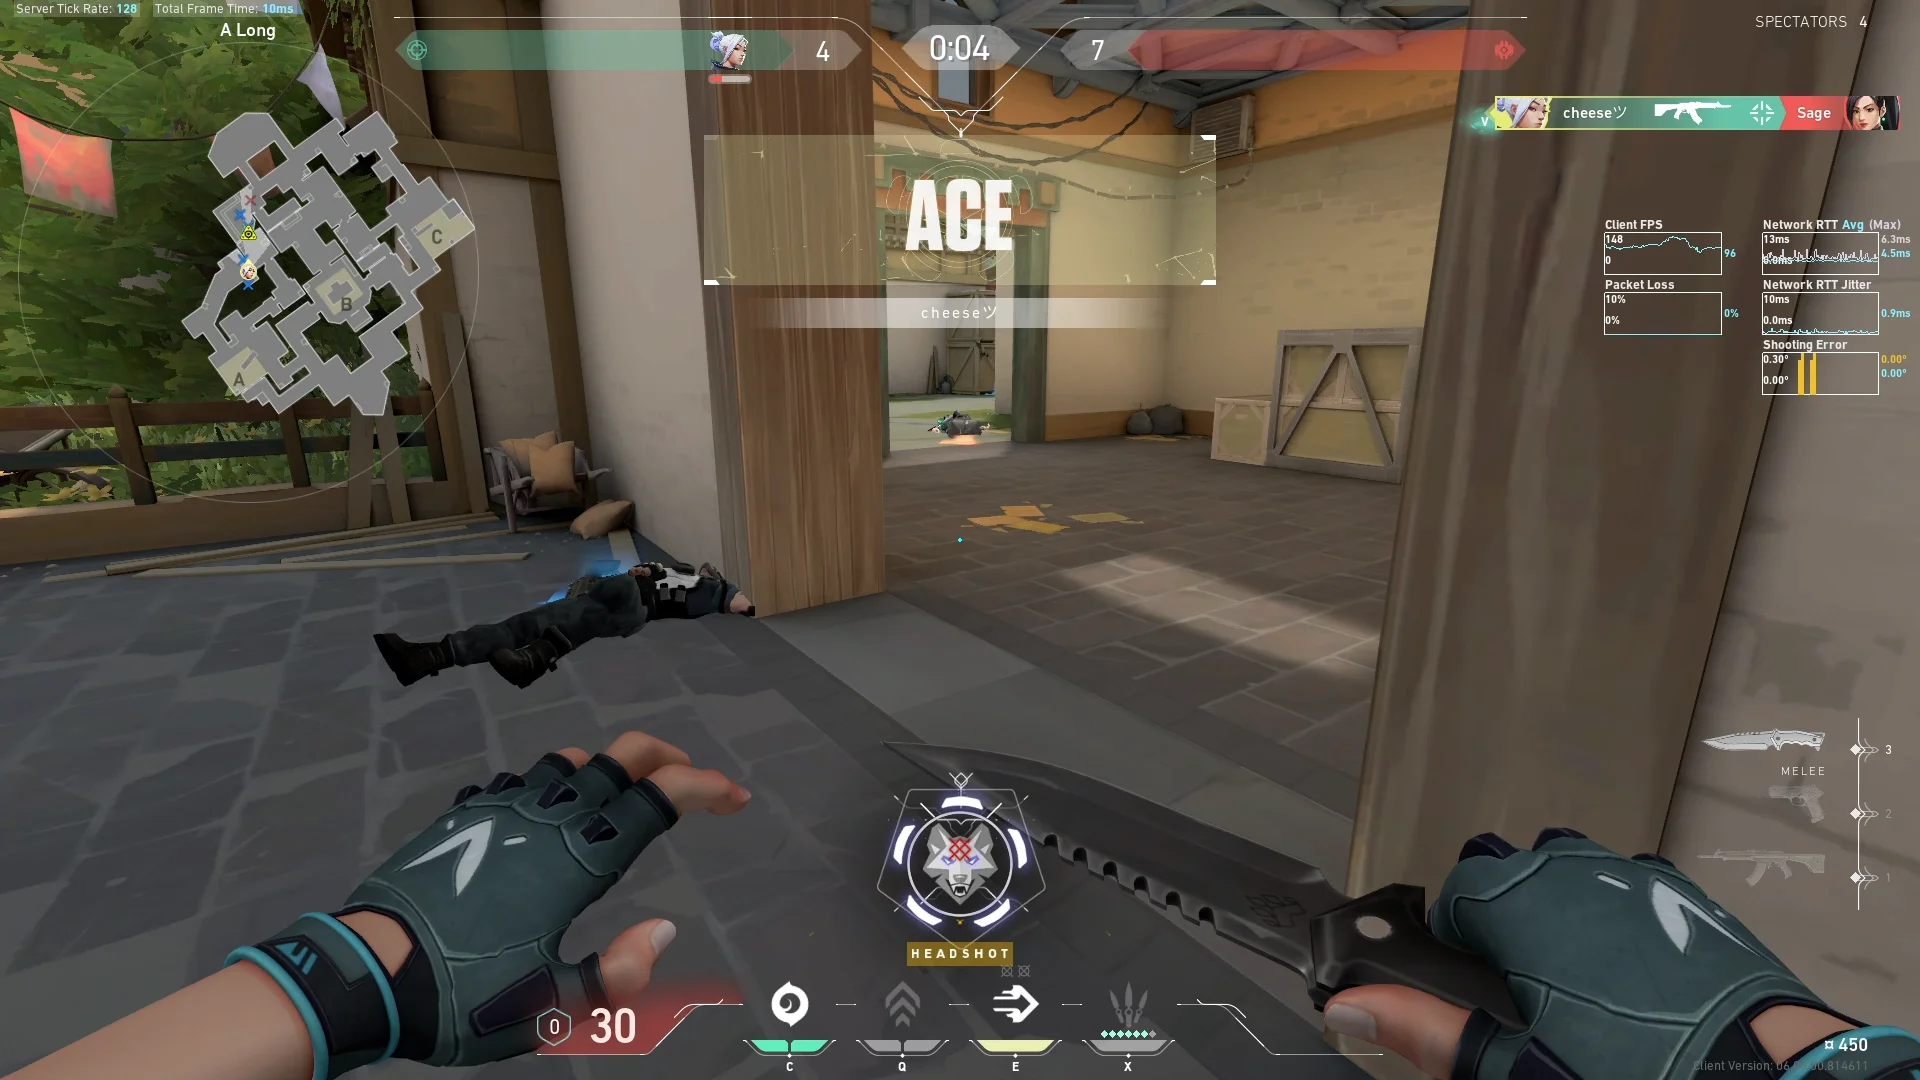 Server Tick Rate: 128 Total Frame Time: 10ms
A Long
4
0:04
7
SPECTATORS 4
cheeseツ Sage
V
ACE
cheeseツ
C
B
A
Client FPS
148
0
96
Network RTT Avg (Max)
13ms
0.0ms
6.3ms
4.5ms
Packet Loss
10%
0%
0%
Network RTT Jitter
10ms
0.0ms
0.9ms
Shooting Error
0.30°
0.00°
0.00°
0.00°
3
MELEE
2
1
HEADSHOT
0 30
C Q E X
¤ 450